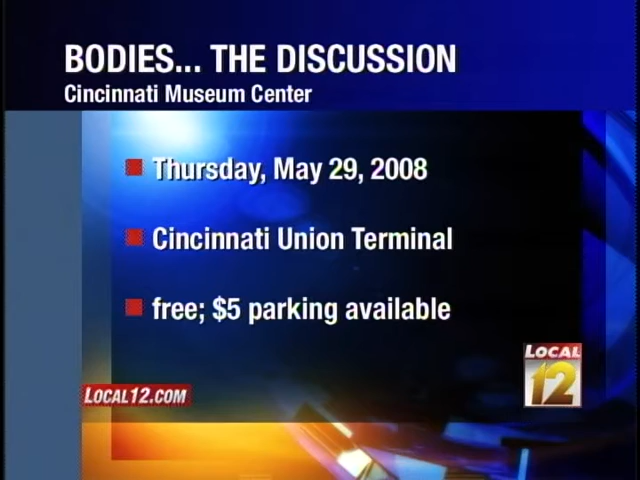 BODIES... THE DISCUSSION
Cincinnati Museum Center
Thursday, May 29, 2008
Cincinnati Union Terminal
free; $5 parking available
LOCAL
12
LOCAL12.COM